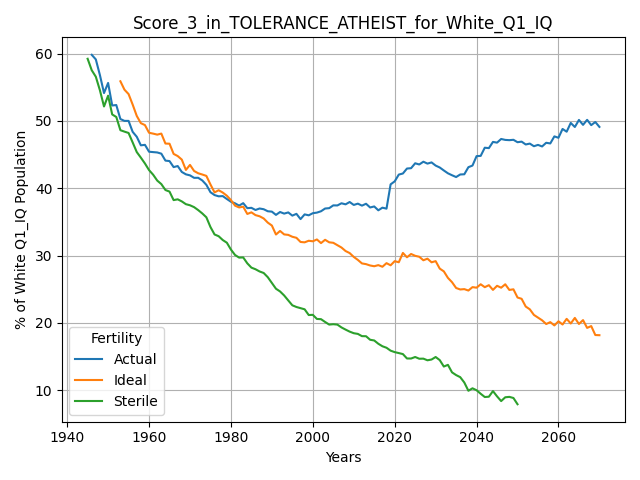 Score_3_in_TOLERANCE_ATHEIST_for_White_Q1_IQ
% of White Q1_IQ Population
60
50
40
30
20
10
Fertility
Actual
Ideal
Sterile
1940 1960 1980 2000 2020 2040 2060
Years